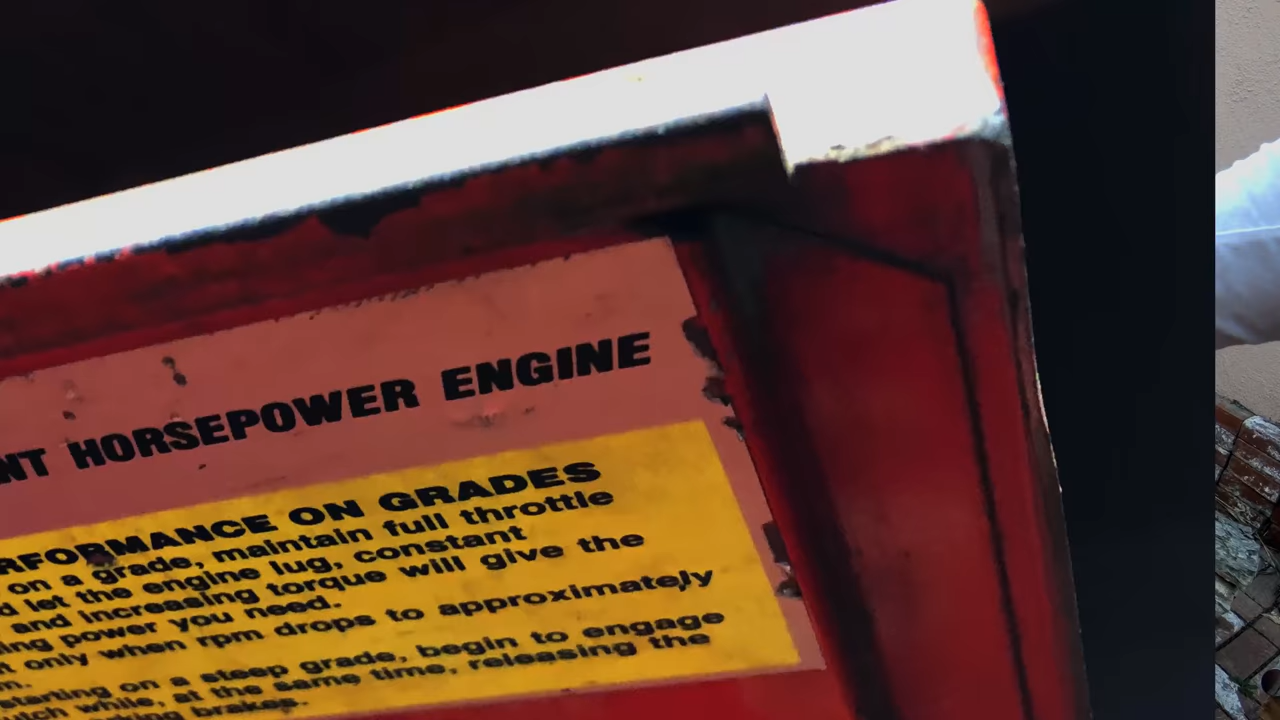 NT HORSEPOWER ENGINE
RFORMANCE ON GRADES
on a grade, maintain full throttle
d let the engine lug, constant
and increasing torque will give the
ing power you need.
t only when rpm drops to approximately
m.
starting on a steep grade, begin to engage
utch while, at the same time, releasing the
rking brakes.